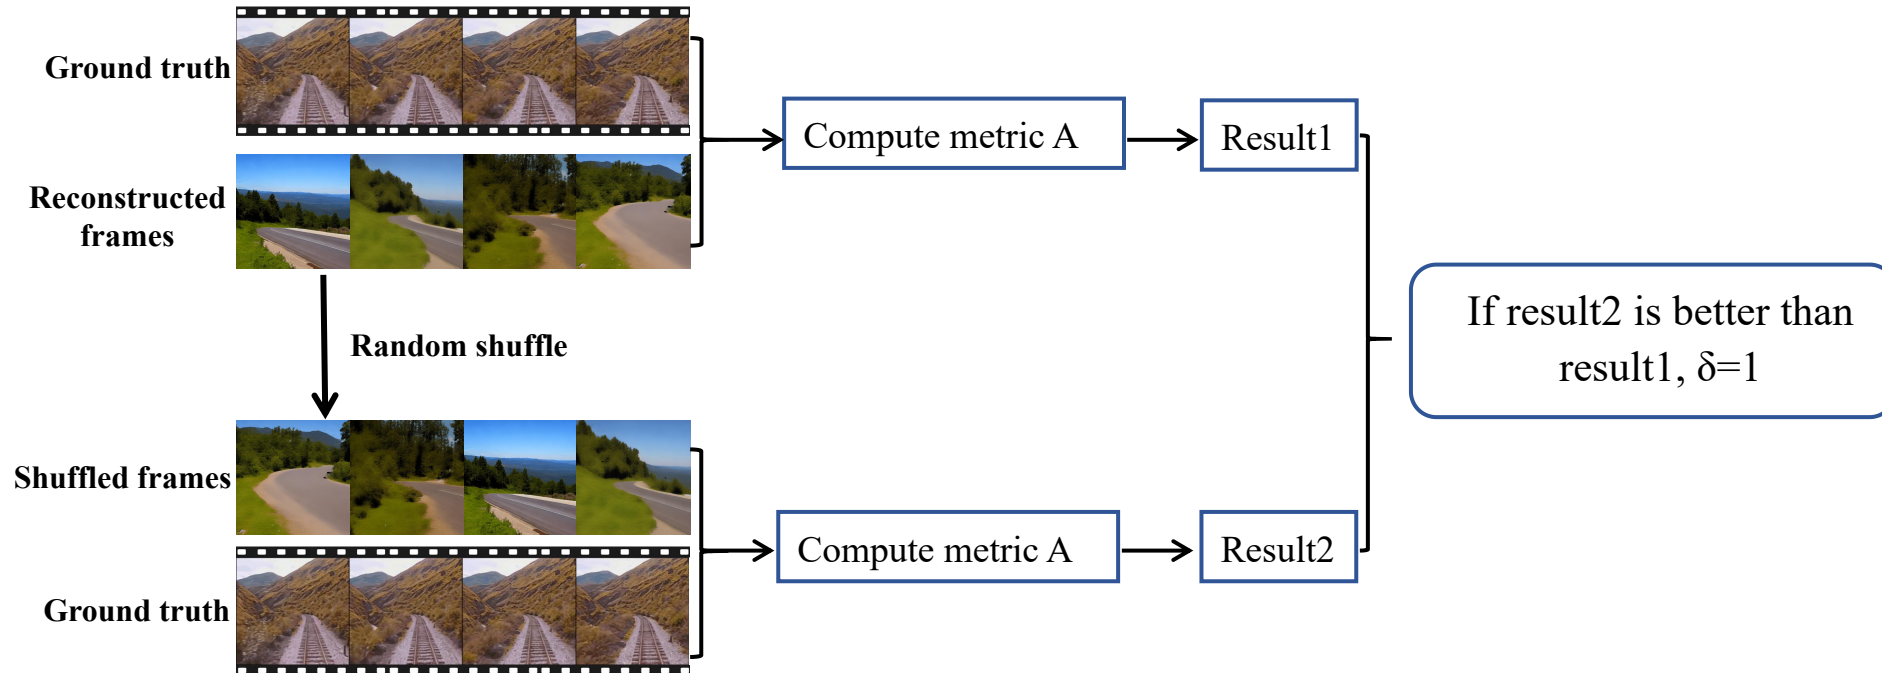 Ground truth
Compute metric A
Result1
Reconstructed
frames
If result2 is better than
result1, δ=1
Random shuffle
Shuffled frames
Compute metric A
Result2
Ground truth